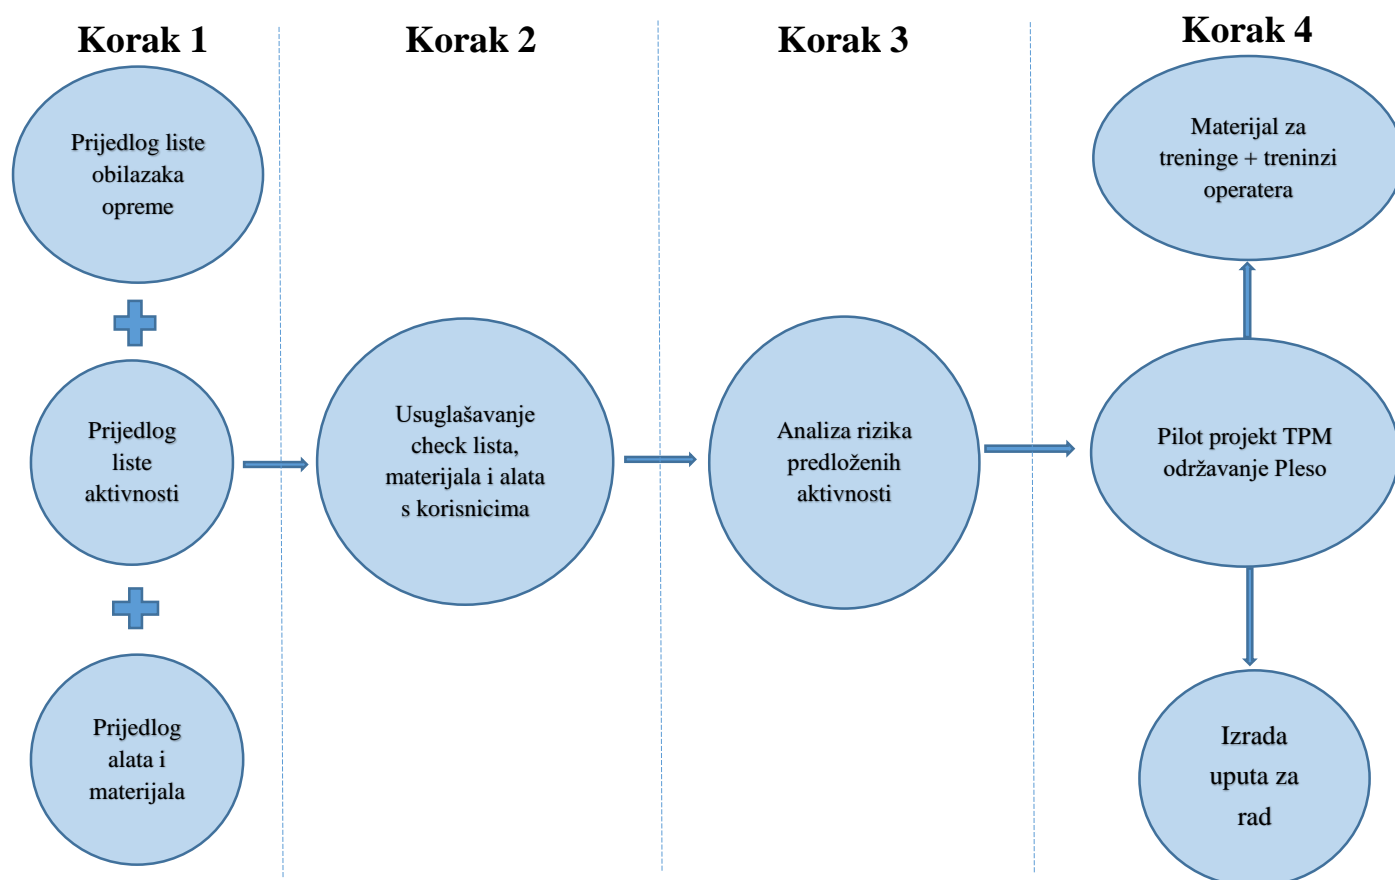 Korak 1
Prijedlog liste
obilazaka
opreme
Prijedlog
liste
aktivnosti
Prijedlog
alata i
materijala
Korak 2
Usuglašavanje
check lista,
materijala i alata
s korisnicima
Korak 3
Analiza rizika
predloženih
aktivnosti
Korak 4
Materijal za
treninge + treninzi
operatera
Pilot projekt TPM
održavanje Pleso
Izrada
uputa za
rad